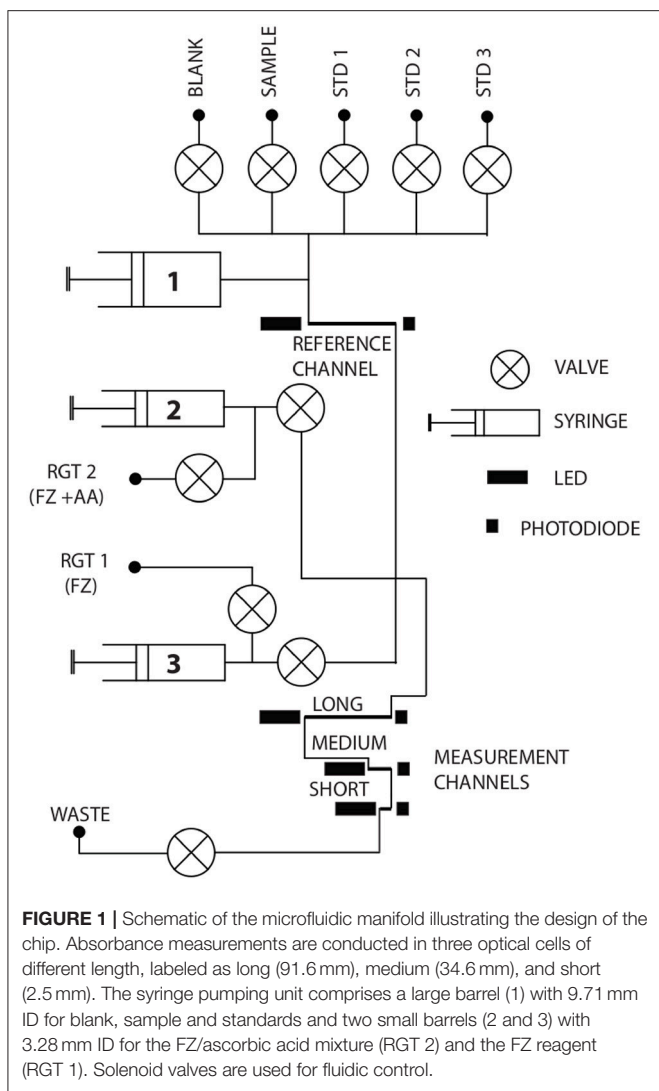 BLANK
SAMPLE
STD 1
STD 2
STD 3
1
REFERENCE
CHANNEL
VALVE
2
SYRINGE
RGT 2
(FZ +AA)
LED
PHOTODIODE
RGT 1
(FZ)
3
LONG
MEDIUM
MEASUREMENT
CHANNELS
SHORT
WASTE
FIGURE 1 | Schematic of the microfluidic manifold illustrating the design of the
chip. Absorbance measurements are conducted in three optical cells of
different length, labeled as long (91.6 mm), medium (34.6 mm), and short
(2.5 mm). The syringe pumping unit comprises a large barrel (1) with 9.71 mm
ID for blank, sample and standards and two small barrels (2 and 3) with
3.28 mm ID for the FZ/ascorbic acid mixture (RGT 2) and the FZ reagent
(RGT 1). Solenoid valves are used for fluidic control.